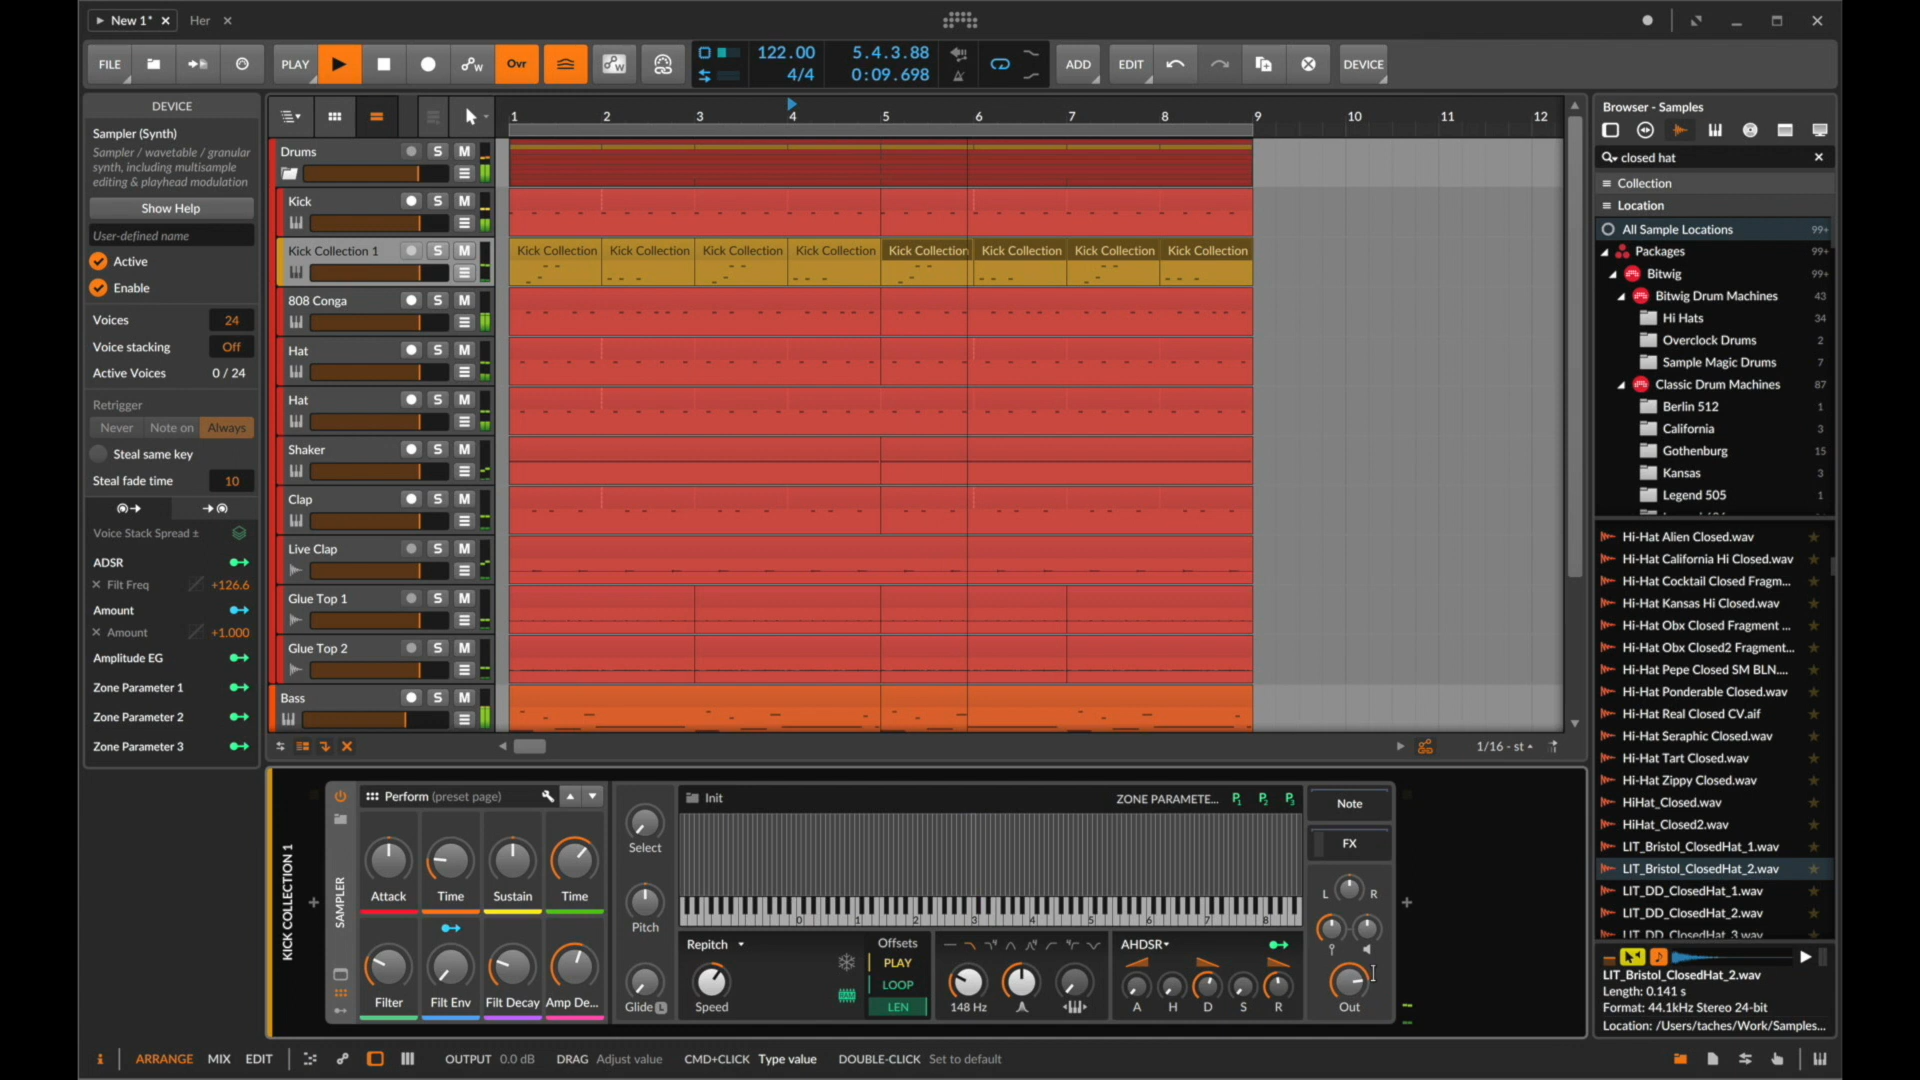 New 1*
Her
FILE
PLAY
Ovr
122.00
4/4
5.4.3.88
0:09.698
ADD
EDIT
DEVICE
DEVICE
Sampler (Synth)
Sampler / wavetable / granular
synth, including multisample
editing & playhead modulation
Show Help
User-defined name
Active
Enable
Voices 24
Voice stacking Off
Active Voices 0 / 24
Retrigger
Never Note on Always
Steal same key
Steal fade time 10
Voice Stack Spread ±
ADSR
Filt Freq +126.6
Amount
Amount +1.000
Amplitude EG
Zone Parameter 1
Zone Parameter 2
Zone Parameter 3
1 2 3 4 5 6 7 8 9 10 11 12
Drums S M
Kick S M
Kick Collection 1 S M
Kick Collection Kick Collection Kick Collection Kick Collection Kick Collection Kick Collection Kick Collection Kick Collection
808 Conga S M
Hat S M
Hat S M
Shaker S M
Clap S M
Live Clap S M
Glue Top 1 S M
Glue Top 2 S M
Bass S M
1/16 - st
Browser - Samples
closed hat
Collection
Location
All Sample Locations 99+
Packages 99+
Bitwig 99+
Bitwig Drum Machines 43
Hi Hats 34
Overclock Drums 2
Sample Magic Drums 7
Classic Drum Machines 87
Berlin 512 1
California 3
Gothenburg 15
Kansas 3
Legend 505 1
Hi-Hat Alien Closed.wav
Hi-Hat California Hi Closed.wav
Hi-Hat Cocktail Closed Fragm...
Hi-Hat Kansas Hi Closed.wav
Hi-Hat Obx Closed Fragment ...
Hi-Hat Obx Closed2 Fragment...
Hi-Hat Pepe Closed SM BLN....
Hi-Hat Ponderable Closed.wav
Hi-Hat Real Closed CV.aif
Hi-Hat Seraphic Closed.wav
Hi-Hat Tart Closed.wav
Hi-Hat Zippy Closed.wav
HiHat_Closed.wav
HiHat_Closed2.wav
LIT_Bristol_ClosedHat_1.wav
LIT_Bristol_ClosedHat_2.wav
LIT_DD_ClosedHat_1.wav
LIT_DD_ClosedHat_2.wav
LIT_DD_ClosedHat_3.wav
LIT_Bristol_ClosedHat_2.wav
Length: 0.141 s
Format: 44.1kHz Stereo 24-bit
Location: /Users/taches/Work/Samples...
KICK COLLECTION 1
SAMPLER
Perform (preset page)
Attack Time Sustain Time
Filter Filt Env Filt Decay Amp De...
Select
Pitch
Glide L
Init
ZONE PARAMETE... P1 P2 P3
0 1 2 3 4 5 6 7 8
Repitch
Speed
Offsets
PLAY
LOOP
LEN
148 Hz
AHDSR
A H D S R
Note
FX
L R
Out
ARRANGE MIX EDIT
OUTPUT 0.0 dB
DRAG Adjust value
CMD+CLICK Type value
DOUBLE-CLICK Set to default